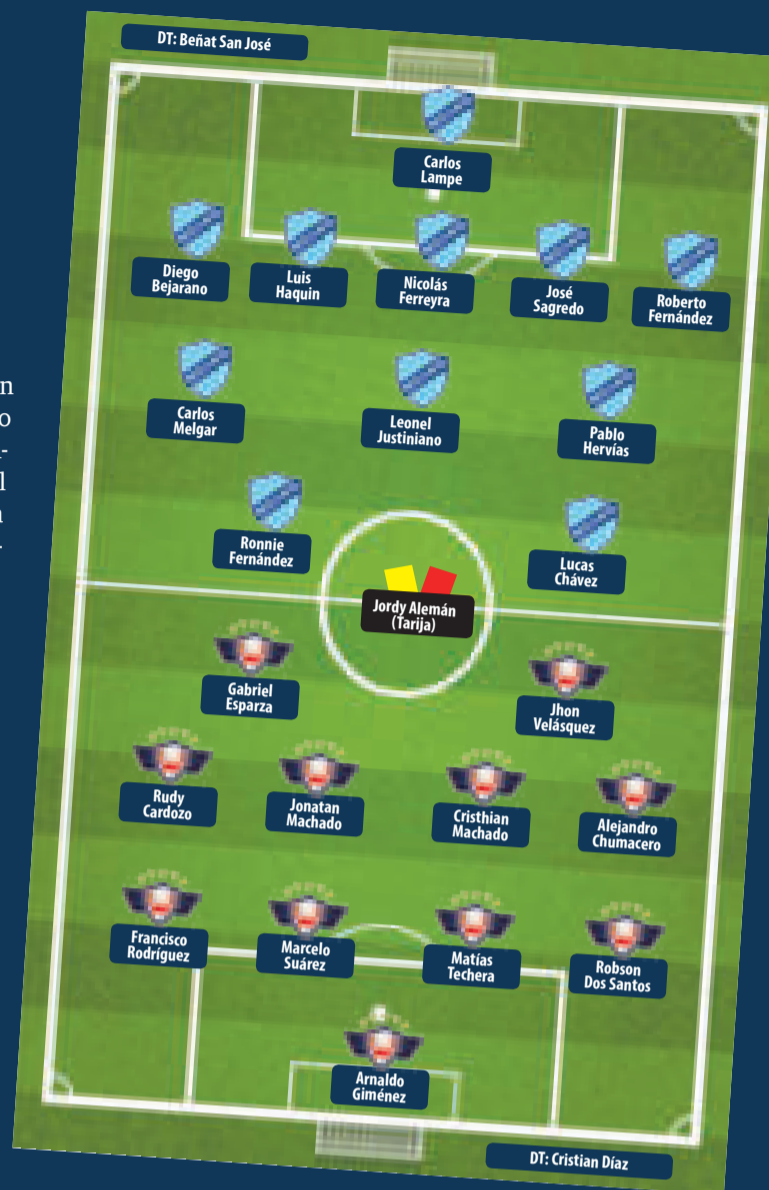 DT: Beñat San José
Carlos
Lampe
Diego
Bejarano
Luis
Haquin
Nicolás
Ferreyra
José
Sagredo
Roberto
Fernández
n
o
-
l
a
-
Carlos
Melgar
Leonel
Justiniano
Pablo
Hervías
Ronnie
Fernández
Lucas
Chávez
Jordy Alemán
(Tarija)
Gabriel
Esparza
Jhon
Velásquez
Rudy
Cardozo
Jonatan
Machado
Cristhian
Machado
Alejandro
Chumacero
Francisco
Rodríguez
Marcelo
Suárez
Matías
Techera
Robson
Dos Santos
Arnaldo
Giménez
DT: Cristian Díaz